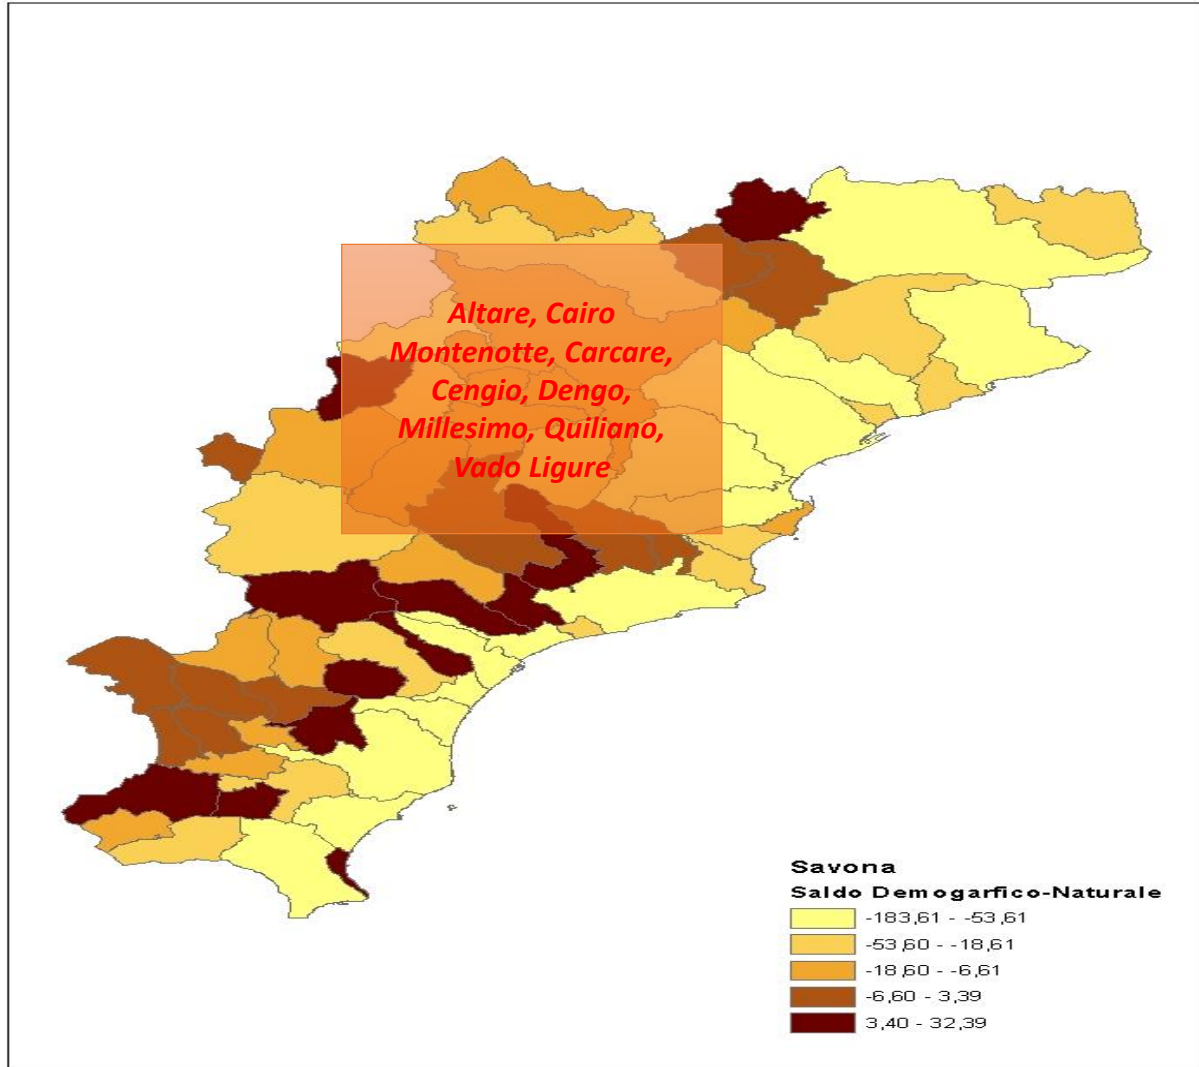 Altare, Cairo
Montenotte, Carcare,
Cengio, Dengo,
Millesimo, Quiliano,
Vado Ligure
Savona
Saldo Demogarfico-Naturale
-183,61 - -53,61
-53,60 - -18,61
-18,60 - -6,61
-6,60 - 3,39
3,40 - 32,39